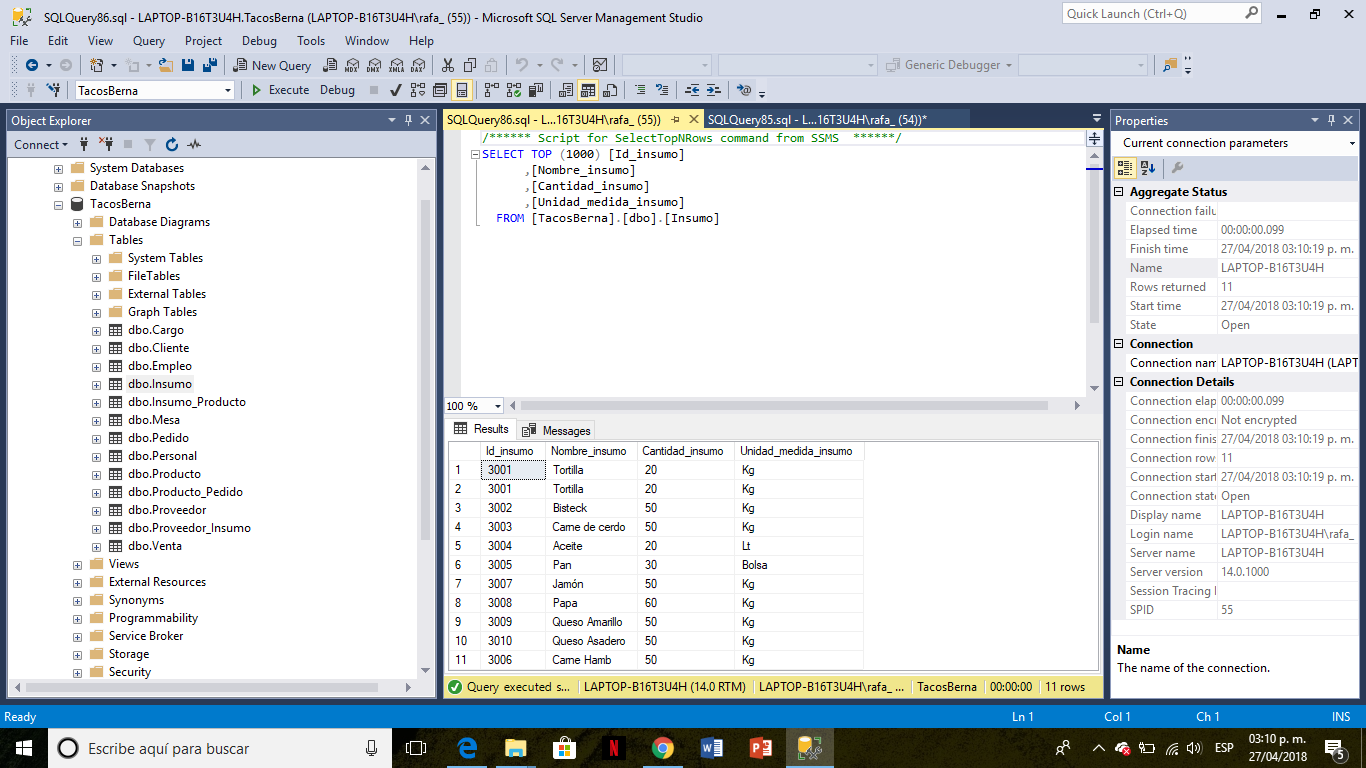 SQLQuery86.sql - LAPTOP-B16T3U4H.TacosBerna (LAPTOP-B16T3U4H\rafa_ (55)) - Microsoft SQL Server Management Studio
Quick Launch (Ctrl+Q)
File Edit View Query Project Debug Tools Window Help
New Query MDX DMX XMLA DAX Generic Debugger
TacosBerna Execute Debug
Object Explorer
Connect
System Databases
Database Snapshots
TacosBerna
Database Diagrams
Tables
System Tables
FileTables
External Tables
Graph Tables
dbo.Cargo
dbo.Cliente
dbo.Empleo
dbo.Insumo
dbo.Insumo_Producto
dbo.Mesa
dbo.Pedido
dbo.Personal
dbo.Producto
dbo.Producto_Pedido
dbo.Proveedor
dbo.Proveedor_Insumo
dbo.Venta
Views
External Resources
Synonyms
Programmability
Service Broker
Storage
Security
SQLQuery86.sql - L...16T3U4H\rafa_ (55)) SQLQuery85.sql - L...16T3U4H\rafa_ (54))*
/****** Script for SelectTopNRows command from SSMS ******/
SELECT TOP (1000) [Id_insumo]
,[Nombre_insumo]
,[Cantidad_insumo]
,[Unidad_medida_insumo]
FROM [TacosBerna].[dbo].[Insumo]
100 %
Results Messages
Id_insumo Nombre_insumo Cantidad_insumo Unidad_medida_insumo
1 3001 Tortilla 20 Kg
2 3001 Tortilla 20 Kg
3 3002 Bisteck 50 Kg
4 3003 Carne de cerdo 50 Kg
5 3004 Aceite 20 Lt
6 3005 Pan 30 Bolsa
7 3007 Jamón 50 Kg
8 3008 Papa 60 Kg
9 3009 Queso Amarillo 50 Kg
10 3010 Queso Asadero 50 Kg
11 3006 Carne Hamb 50 Kg
Query executed s... LAPTOP-B16T3U4H (14.0 RTM) LAPTOP-B16T3U4H\rafa_ ... TacosBerna 00:00:00 11 rows
Properties
Current connection parameters
Aggregate Status
Connection failu
Elapsed time 00:00:00.099
Finish time 27/04/2018 03:10:19 p. m.
Name LAPTOP-B16T3U4H
Rows returned 11
Start time 27/04/2018 03:10:19 p. m.
State Open
Connection
Connection nam LAPTOP-B16T3U4H (LAPT
Connection Details
Connection elap 00:00:00.099
Connection encr Not encrypted
Connection finis 27/04/2018 03:10:19 p. m.
Connection row 11
Connection start 27/04/2018 03:10:19 p. m.
Connection state Open
Display name LAPTOP-B16T3U4H
Login name LAPTOP-B16T3U4H\rafa_
Server name LAPTOP-B16T3U4H
Server version 14.0.1000
Session Tracing I
SPID 55
Name
The name of the connection.
Ready Ln 1 Col 1 Ch 1 INS
Escribe aquí para buscar
ESP
03:10 p. m.
27/04/2018
5